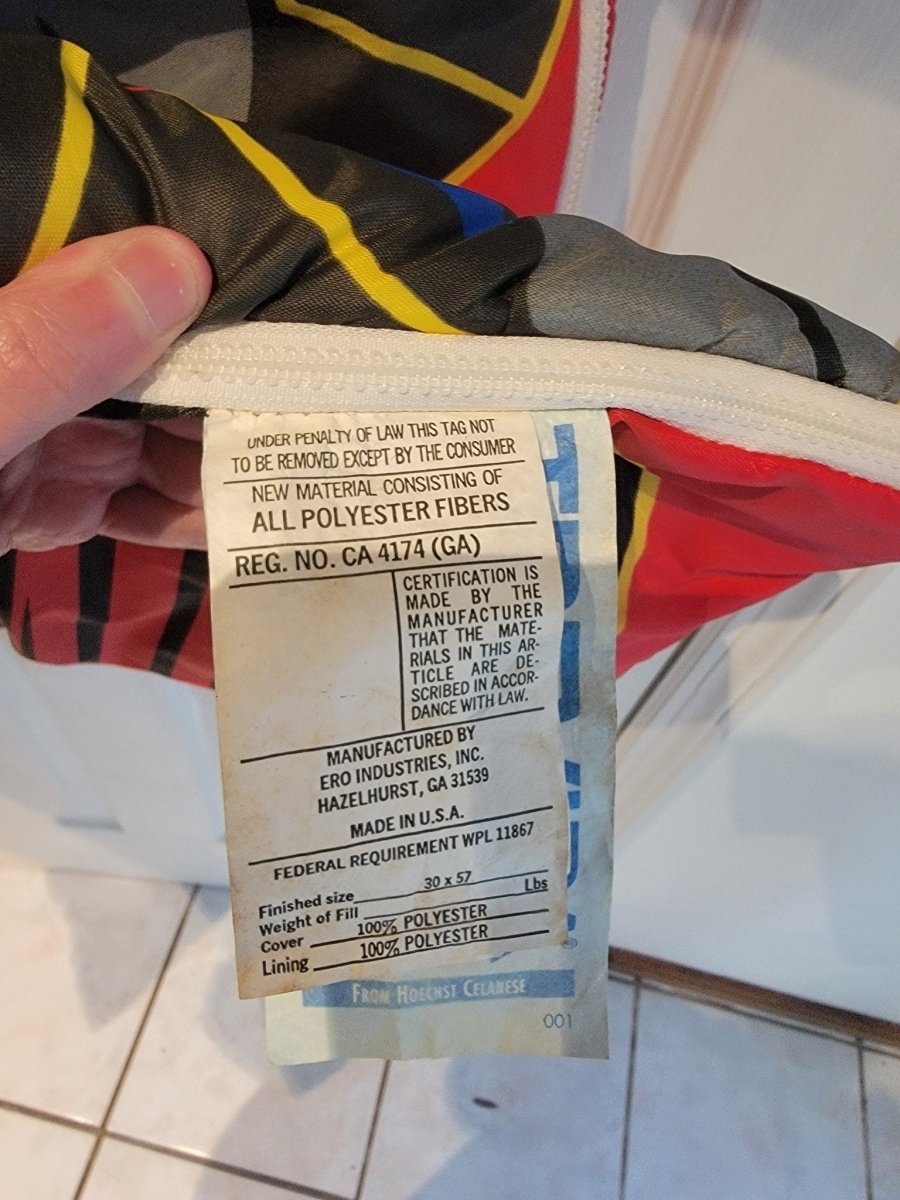 UNDER PENALTY OF LAW THIS TAG NOT
TO BE REMOVED EXCEPT BY THE CONSUMER
NEW MATERIAL CONSISTING OF
ALL POLYESTER FIBERS
REG. NO. CA 4174 (GA)
CERTIFICATION IS
MADE BY THE
MANUFACTURER
THAT THE MATE-
RIALS IN THIS AR-
TICLE ARE DE-
SCRIBED IN ACCOR-
DANCE WITH LAW.
MANUFACTURED BY
ERO INDUSTRIES, INC.
HAZELHURST, GA 31539
MADE IN U.S.A.
FEDERAL REQUIREMENT WPL 11867
Finished size 30 x 57
Weight of Fill Lbs
Cover 100% POLYESTER
Lining 100% POLYESTER
FROM HOECHST CELANESE
001